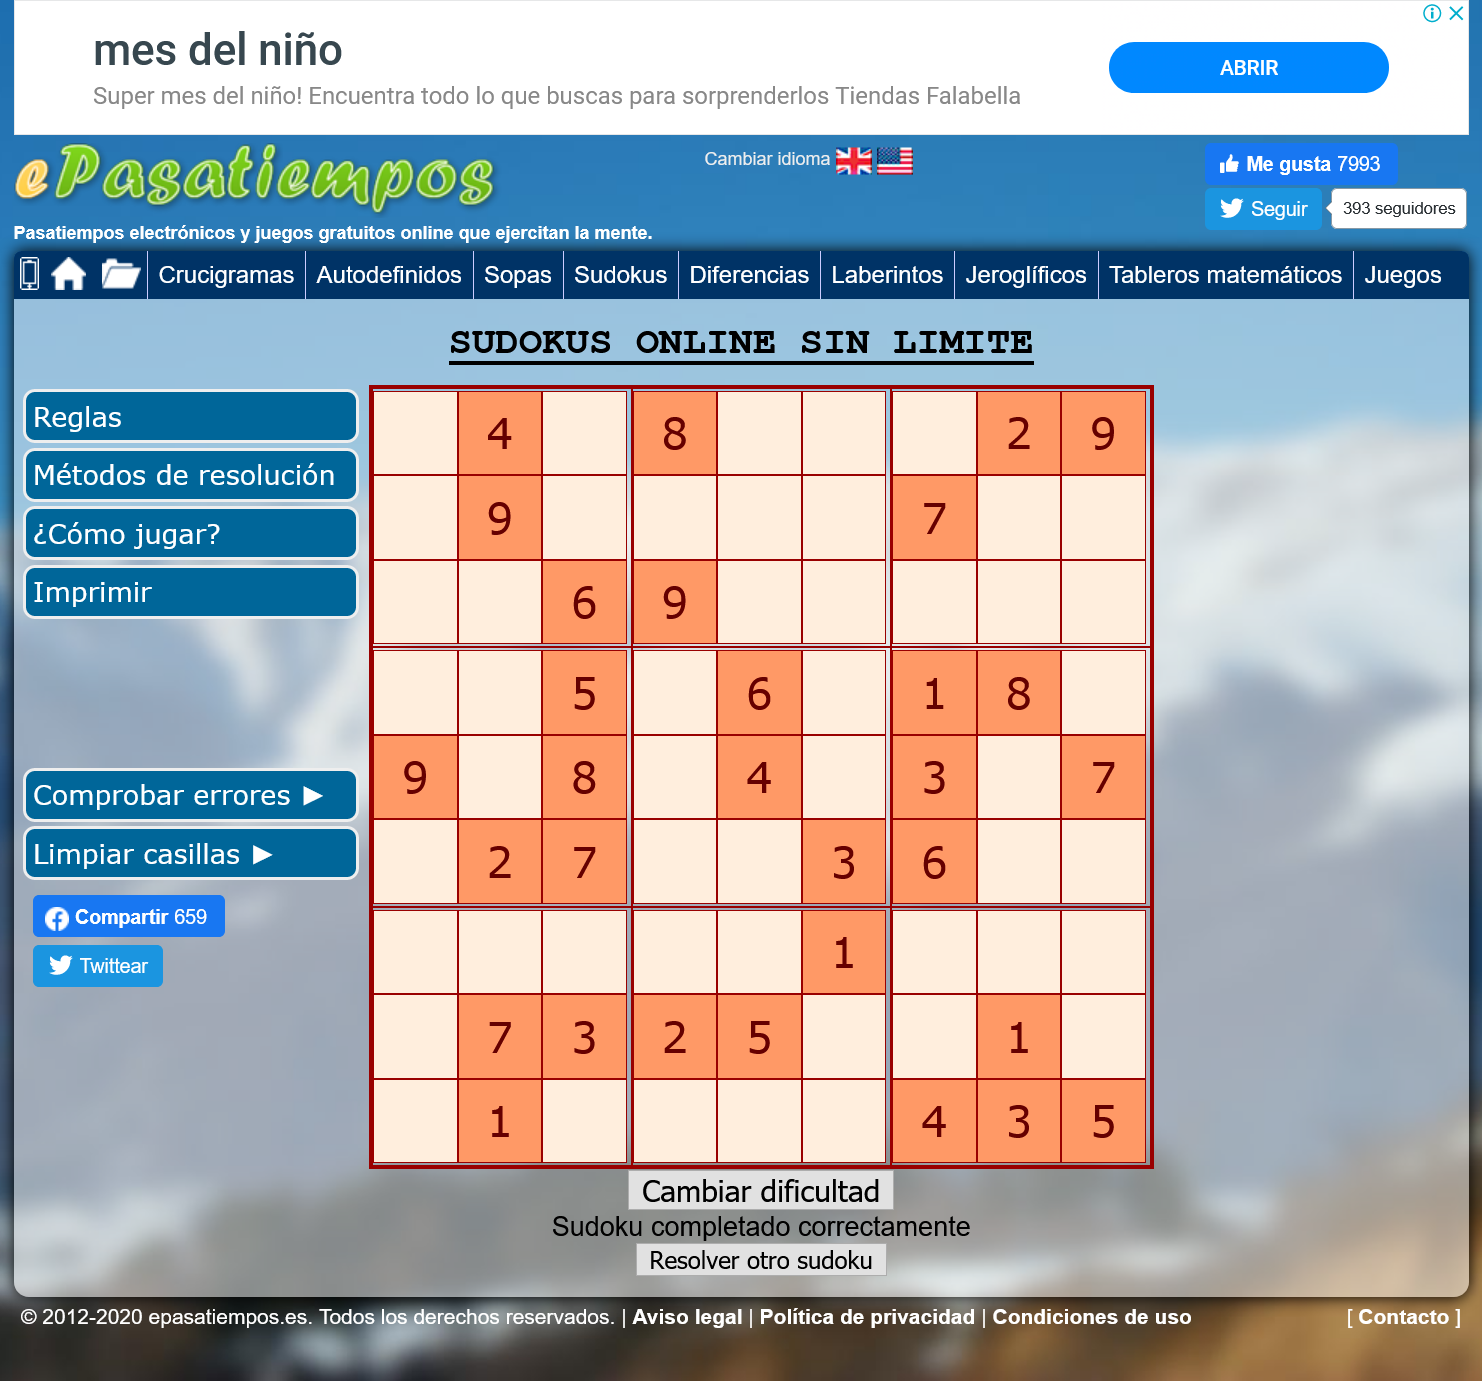 mes del niño
Super mes del niño! Encuentra todo lo que buscas para sorprenderlos Tiendas Falabella
ABRIR
ePasatiempos
Cambiar idioma
Me gusta 7993
Seguir
393 seguidores
Pasatiempos electrónicos y juegos gratuitos online que ejercitan la mente.
Crucigramas Autodefinidos Sopas Sudokus Diferencias Laberintos Jeroglíficos Tableros matemáticos Juegos
SUDOKUS ONLINE SIN LIMITE
Reglas
Métodos de resolución
¿Cómo jugar?
Imprimir
Comprobar errores ►
Limpiar casillas ►
Compartir 659
Twittear
4 8 2 9
9 7
6 9
5 6 1 8
9 8 4 3 7
2 7 3 6
1
7 3 2 5 1
1 4 3 5
Cambiar dificultad
Sudoku completado correctamente
Resolver otro sudoku
© 2012-2020 epasatiempos.es. Todos los derechos reservados. | Aviso legal | Política de privacidad | Condiciones de uso [ Contacto ]